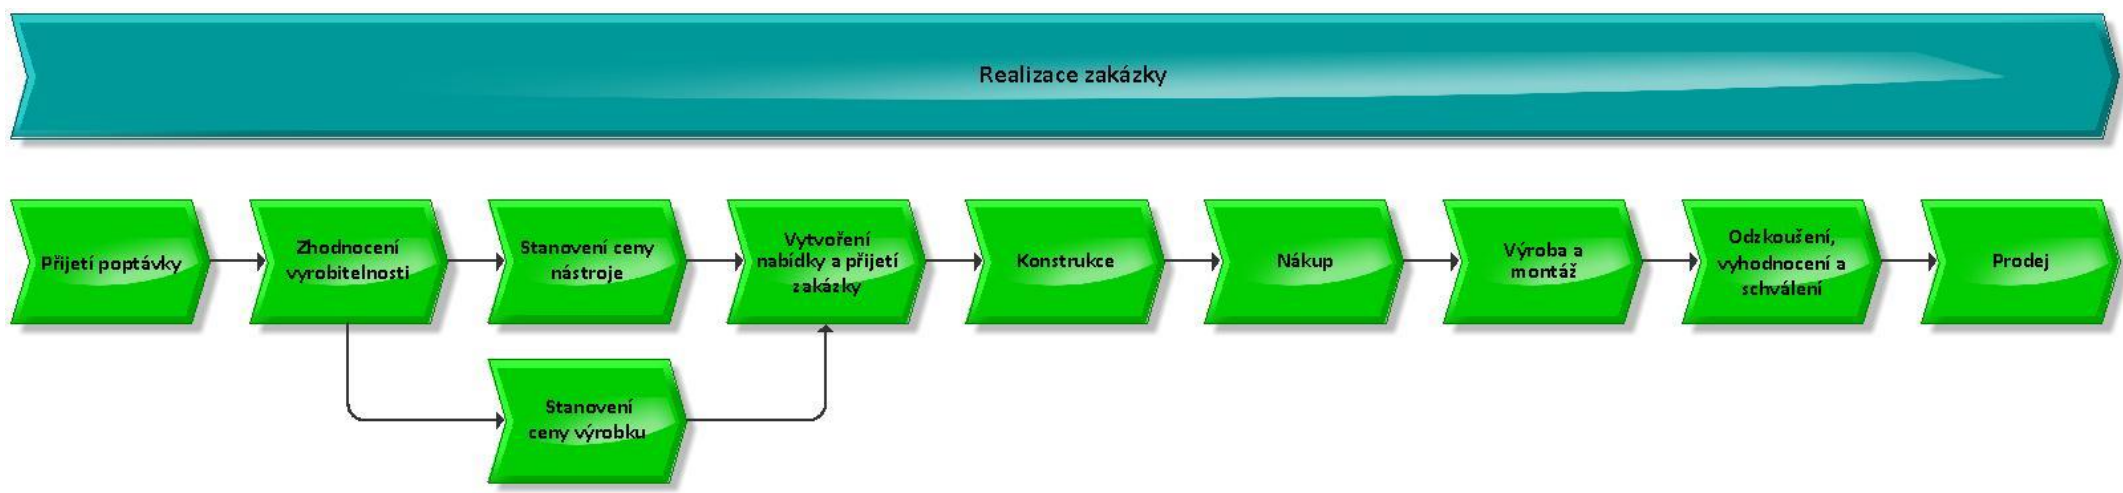 Realizace zakázky
Přijetí poptávky
Zhodnocení
vyrobitelnosti
Stanovení ceny
nástroje
Vytvoření
nabídky a přijetí
zakázky
Konstrukce
Nákup
Výroba a
montáž
Odzkoušení,
vyhodnocení a
schválení
Prodej
Stanovení
ceny výrobku